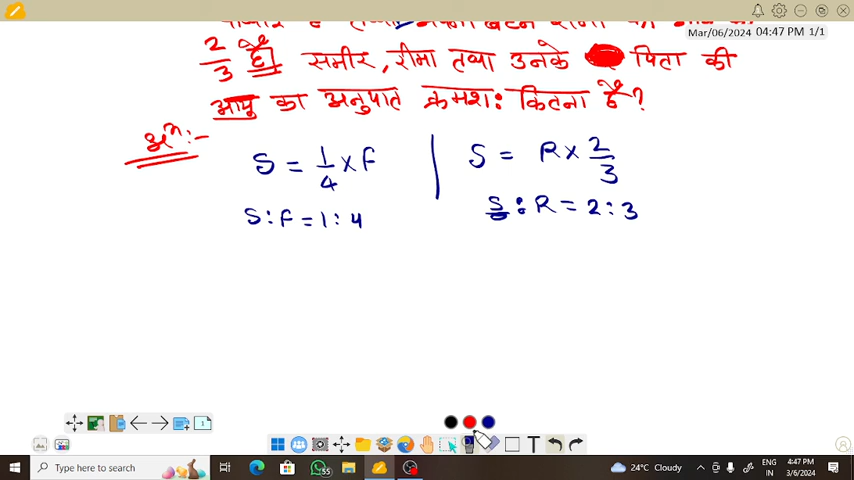 Mar/06/2024 04:47 PM 1/1
2/3 है। समीर, रीमा तथा उनके पिता की
आयु का अनुपात क्रमशः कितना है?
S = 1/4 x F
S = R x 2/3
S : F = 1 : 4
S : R = 2 : 3
1
T
Type here to search
55
24°C Cloudy
ENG
IN
4:47 PM
3/6/2024